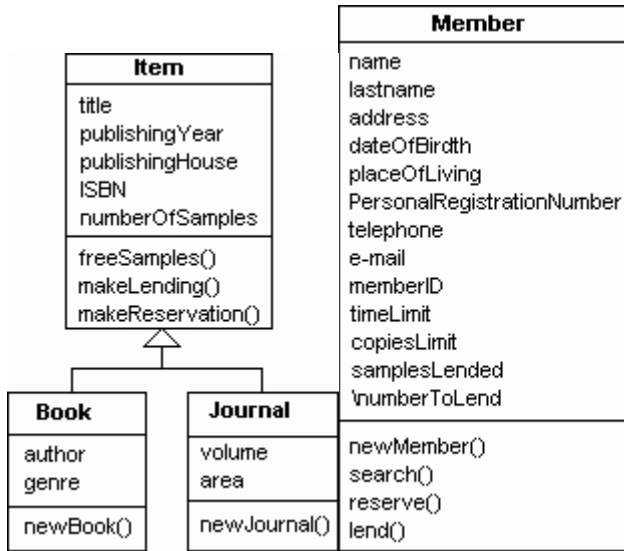 Item
title
publishingYear
publishingHouse
ISBN
numberOfSamples
freeSamples()
makeLending()
makeReservation()
Book
author
genre
newBook()
Journal
volume
area
newJournal()
Member
name
lastname
address
dateOfBirdth
placeOfLiving
PersonalRegistrationNumber
telephone
e-mail
memberID
timeLimit
copiesLimit
samplesLended
\numberToLend
newMember()
search()
reserve()
lend()